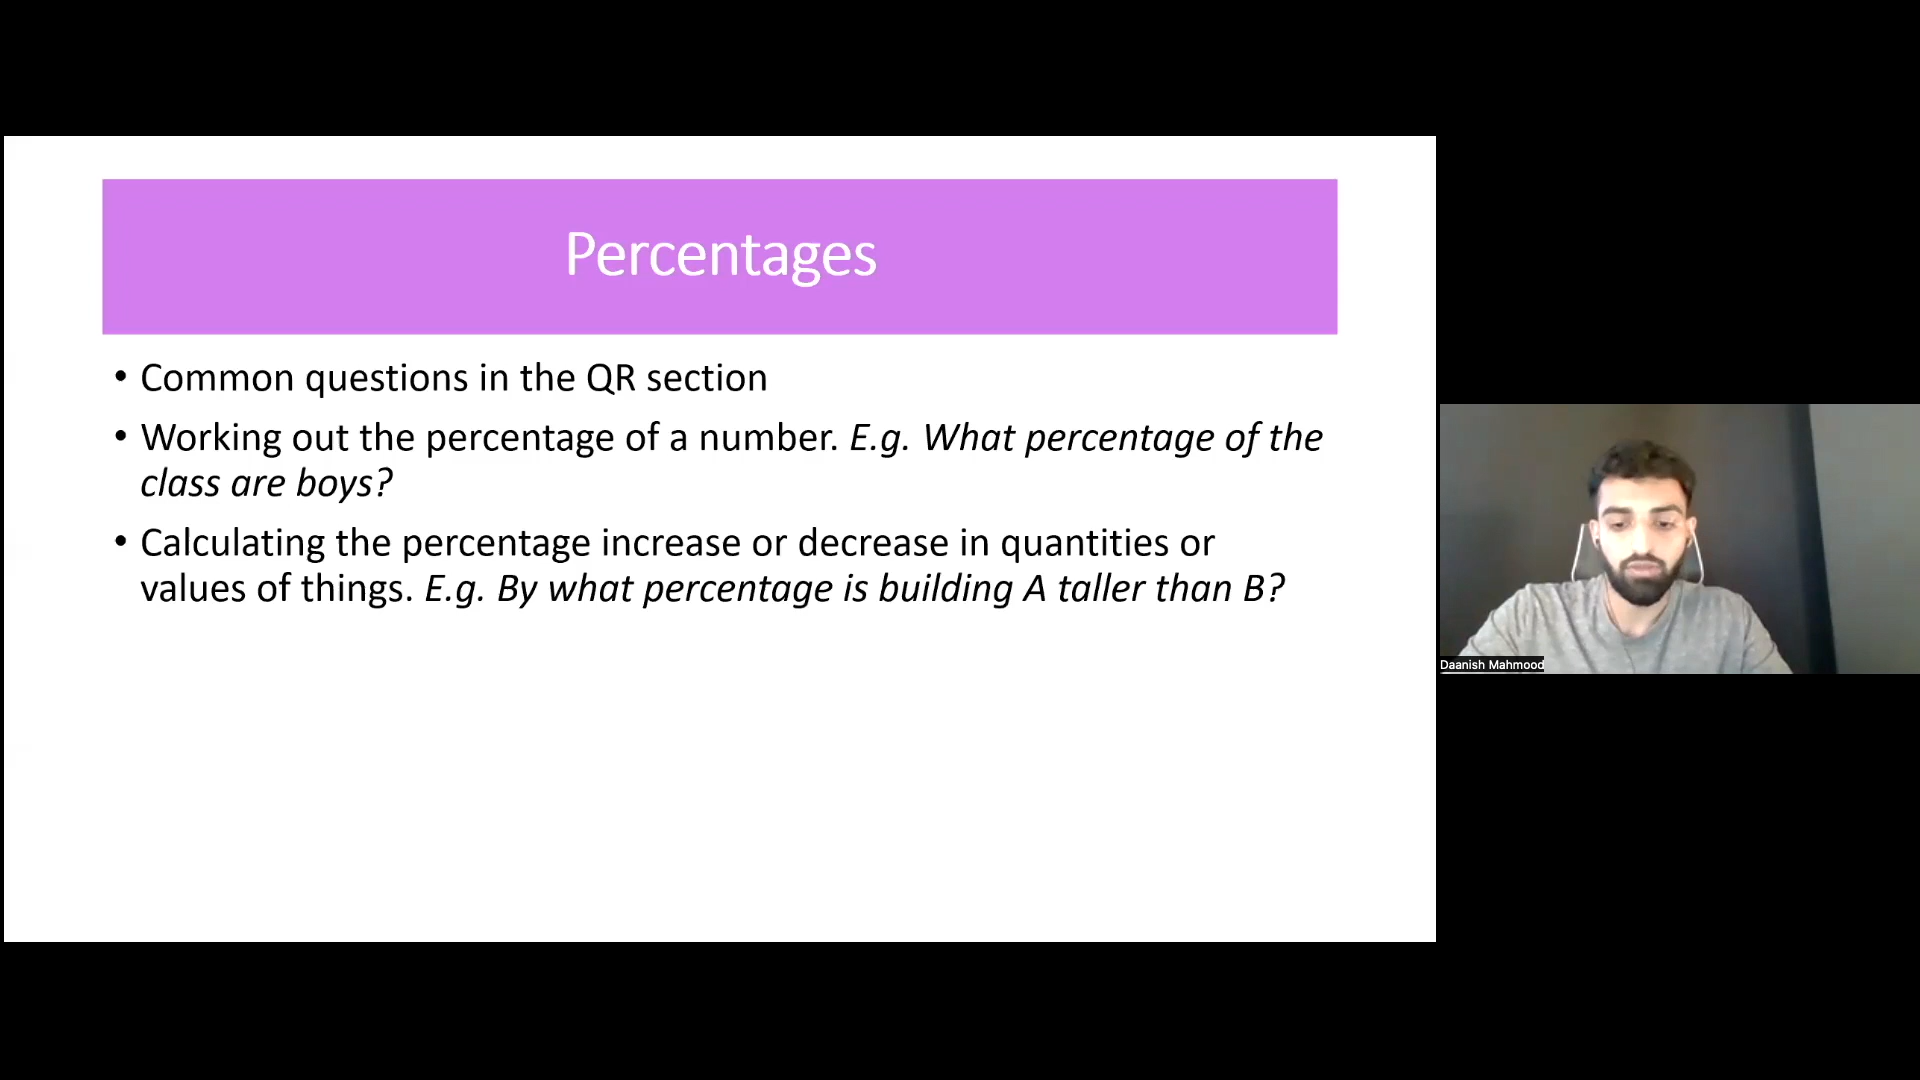 Percentages
• Common questions in the QR section
• Working out the percentage of a number. E.g. What percentage of the
class are boys?
• Calculating the percentage increase or decrease in quantities or
values of things. E.g. By what percentage is building A taller than B?
Daanish Mahmood